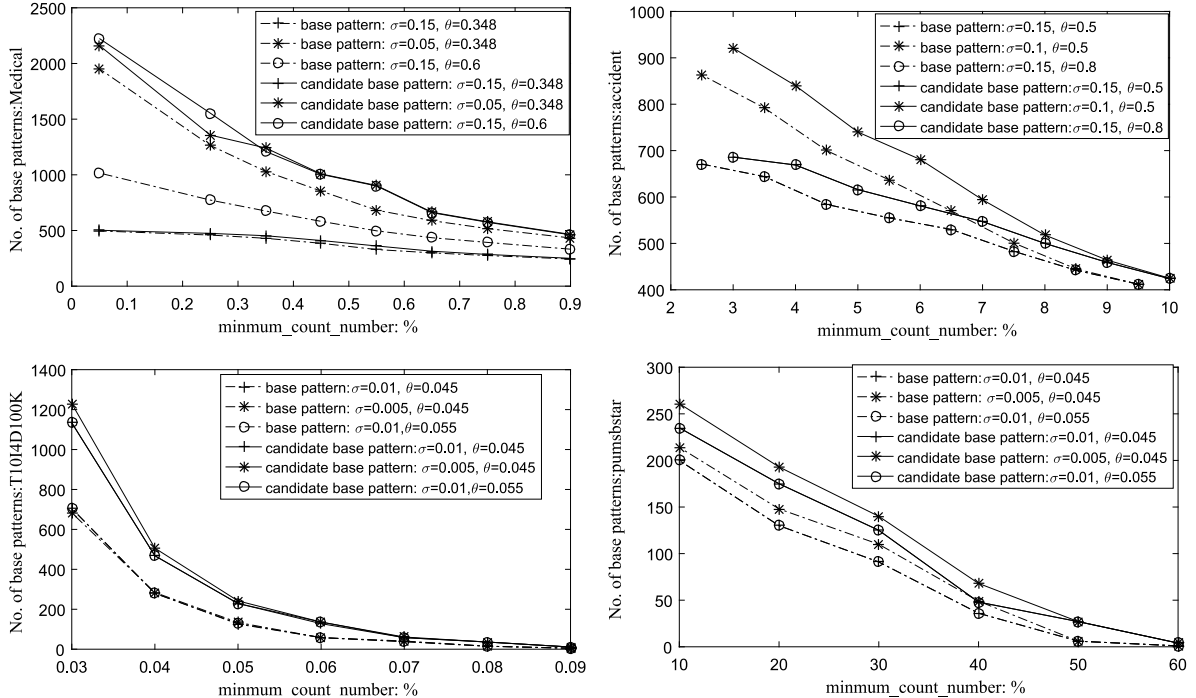 No. of base patterns:Medical
2500
2000
1500
1000
500
0
base pattern: σ=0.15, θ=0.348
base pattern: σ=0.05, θ=0.348
base pattern: σ=0.15, θ=0.6
candidate base pattern: σ=0.15, θ=0.348
candidate base pattern: σ=0.05, θ=0.348
candidate base pattern: σ=0.15, θ=0.6
0 0.1 0.2 0.3 0.4 0.5 0.6 0.7 0.8 0.9
minmum_count_number: %
No. of base patterns:accident
1000
900
800
700
600
500
400
base pattern:σ=0.15, θ=0.5
base pattern:σ=0.1, θ=0.5
base pattern:σ=0.15, θ=0.8
candidate base pattern:σ=0.15, θ=0.5
candidate base pattern:σ=0.1, θ=0.5
candidate base pattern:σ=0.15, θ=0.8
2 3 4 5 6 7 8 9 10
minmum_count_number: %
No. of base patterns:T10I4D100K
1400
1200
1000
800
600
400
200
0
base pattern:σ=0.01, θ=0.045
base pattern: σ=0.005, θ=0.045
base pattern:σ=0.01,θ=0.055
candidate base pattern:σ=0.01, θ=0.045
candidate base pattern: σ=0.005, θ=0.045
candidate base pattern: σ=0.01,θ=0.055
0.03 0.04 0.05 0.06 0.07 0.08 0.09
minmum_count_number: %
No. of base patterns:pumsbstar
300
250
200
150
100
50
0
base pattern:σ=0.01, θ=0.045
base pattern: σ=0.005, θ=0.045
base pattern:σ=0.01, θ=0.055
candidate base pattern:σ=0.01, θ=0.045
candidate base pattern:σ=0.005, θ=0.045
candidate base pattern:σ=0.01, θ=0.055
10 20 30 40 50 60
minmum_count_number: %